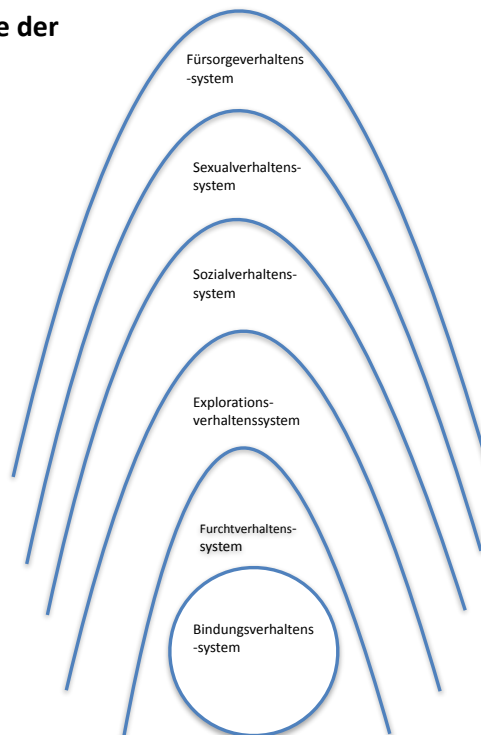 e der
Fürsorgeverhaltens
-system
Sexualverhaltens-
system
Sozialverhaltens-
system
Explorations-
verhaltenssystem
Furchtverhaltens-
system
Bindungsverhaltens
-system